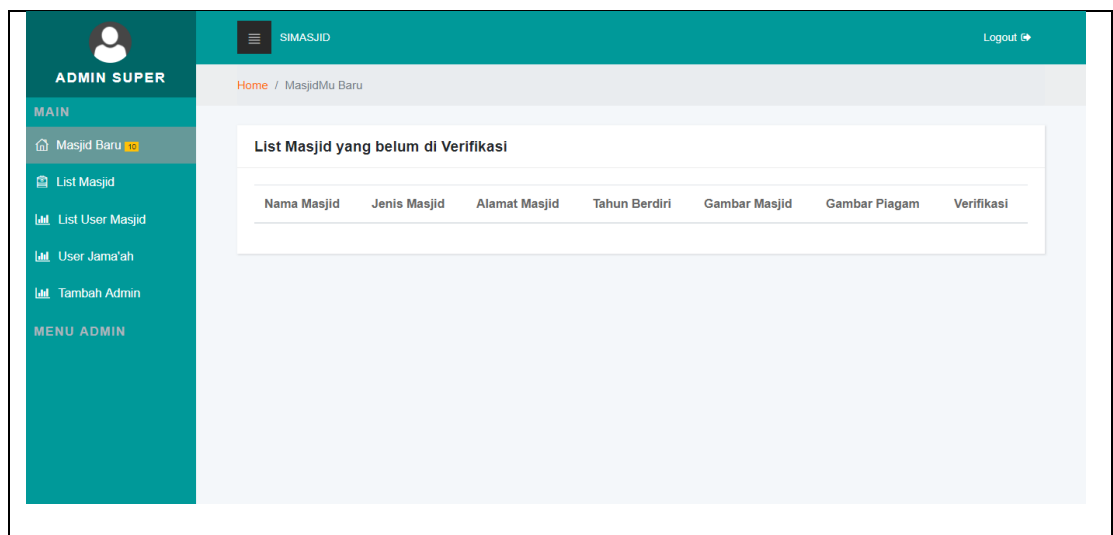 ADMIN SUPER
MAIN
Masjid Baru 10
List Masjid
List User Masjid
User Jama'ah
Tambah Admin
MENU ADMIN
SIMASJID
Logout
Home / MasjidMu Baru
List Masjid yang belum di Verifikasi
Nama Masjid Jenis Masjid Alamat Masjid Tahun Berdiri Gambar Masjid Gambar Piagam Verifikasi